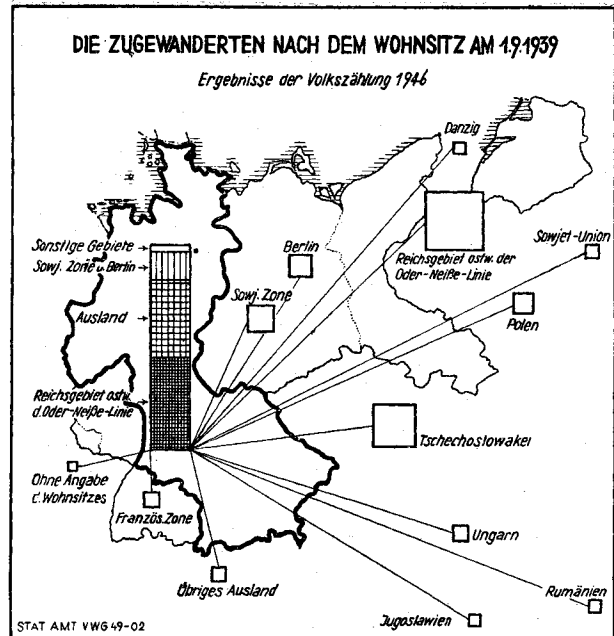 DIE ZUGEWANDERTEN NACH DEM WOHNSITZ AM 1.9.1939
Ergebnisse der Volkszählung 1946
Danzig
Sonstige Gebiete
Sowj. Zone u. Berlin
Berlin
Reichsgebiet ostw. der
Oder-Neiße-Linie
Sowjet-Union
Sowj. Zone
Ausland
Polen
Reichsgebiet ostw.
d. Oder-Neiße-Linie
Tschechoslowakei
Ohne Angabe
d. Wohnsitzes
Französ. Zone
Ungarn
Übriges Ausland
Rumänien
Jugoslawien
STAT AMT VWG 49-02